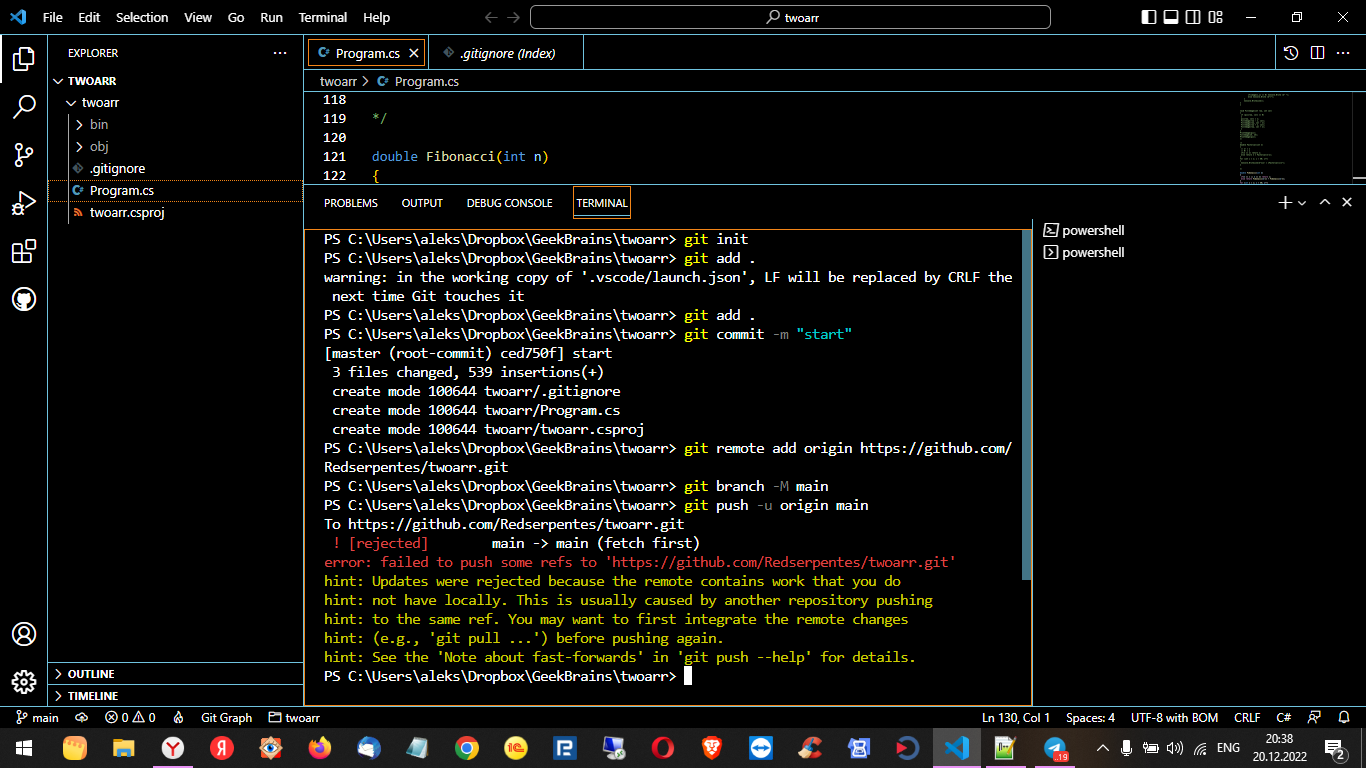 File Edit Selection View Go Run Terminal Help
twoarr
EXPLORER
TWOARR
twoarr
bin
obj
.gitignore
Program.cs
twoarr.csproj
OUTLINE
TIMELINE
Program.cs
.gitignore (Index)
twoarr > Program.cs
118
119 */
120
121 double Fibonacci(int n)
122 {
PROBLEMS OUTPUT DEBUG CONSOLE TERMINAL
PS C:\Users\aleks\Dropbox\GeekBrains\twoarr> git init
PS C:\Users\aleks\Dropbox\GeekBrains\twoarr> git add .
warning: in the working copy of '.vscode/launch.json', LF will be replaced by CRLF the
next time Git touches it
PS C:\Users\aleks\Dropbox\GeekBrains\twoarr> git add .
PS C:\Users\aleks\Dropbox\GeekBrains\twoarr> git commit -m "start"
[master (root-commit) ced750f] start
3 files changed, 539 insertions(+)
create mode 100644 twoarr/.gitignore
create mode 100644 twoarr/Program.cs
create mode 100644 twoarr/twoarr.csproj
PS C:\Users\aleks\Dropbox\GeekBrains\twoarr> git remote add origin https://github.com/
Redserpentes/twoarr.git
PS C:\Users\aleks\Dropbox\GeekBrains\twoarr> git branch -M main
PS C:\Users\aleks\Dropbox\GeekBrains\twoarr> git push -u origin main
To https://github.com/Redserpentes/twoarr.git
! [rejected] main -> main (fetch first)
error: failed to push some refs to 'https://github.com/Redserpentes/twoarr.git'
hint: Updates were rejected because the remote contains work that you do
hint: not have locally. This is usually caused by another repository pushing
hint: to the same ref. You may want to first integrate the remote changes
hint: (e.g., 'git pull ...') before pushing again.
hint: See the 'Note about fast-forwards' in 'git push --help' for details.
PS C:\Users\aleks\Dropbox\GeekBrains\twoarr>
powershell
powershell
main 0 0 Git Graph twoarr
Ln 130, Col 1 Spaces: 4 UTF-8 with BOM CRLF C#
.19
ENG
20:38
20.12.2022
2